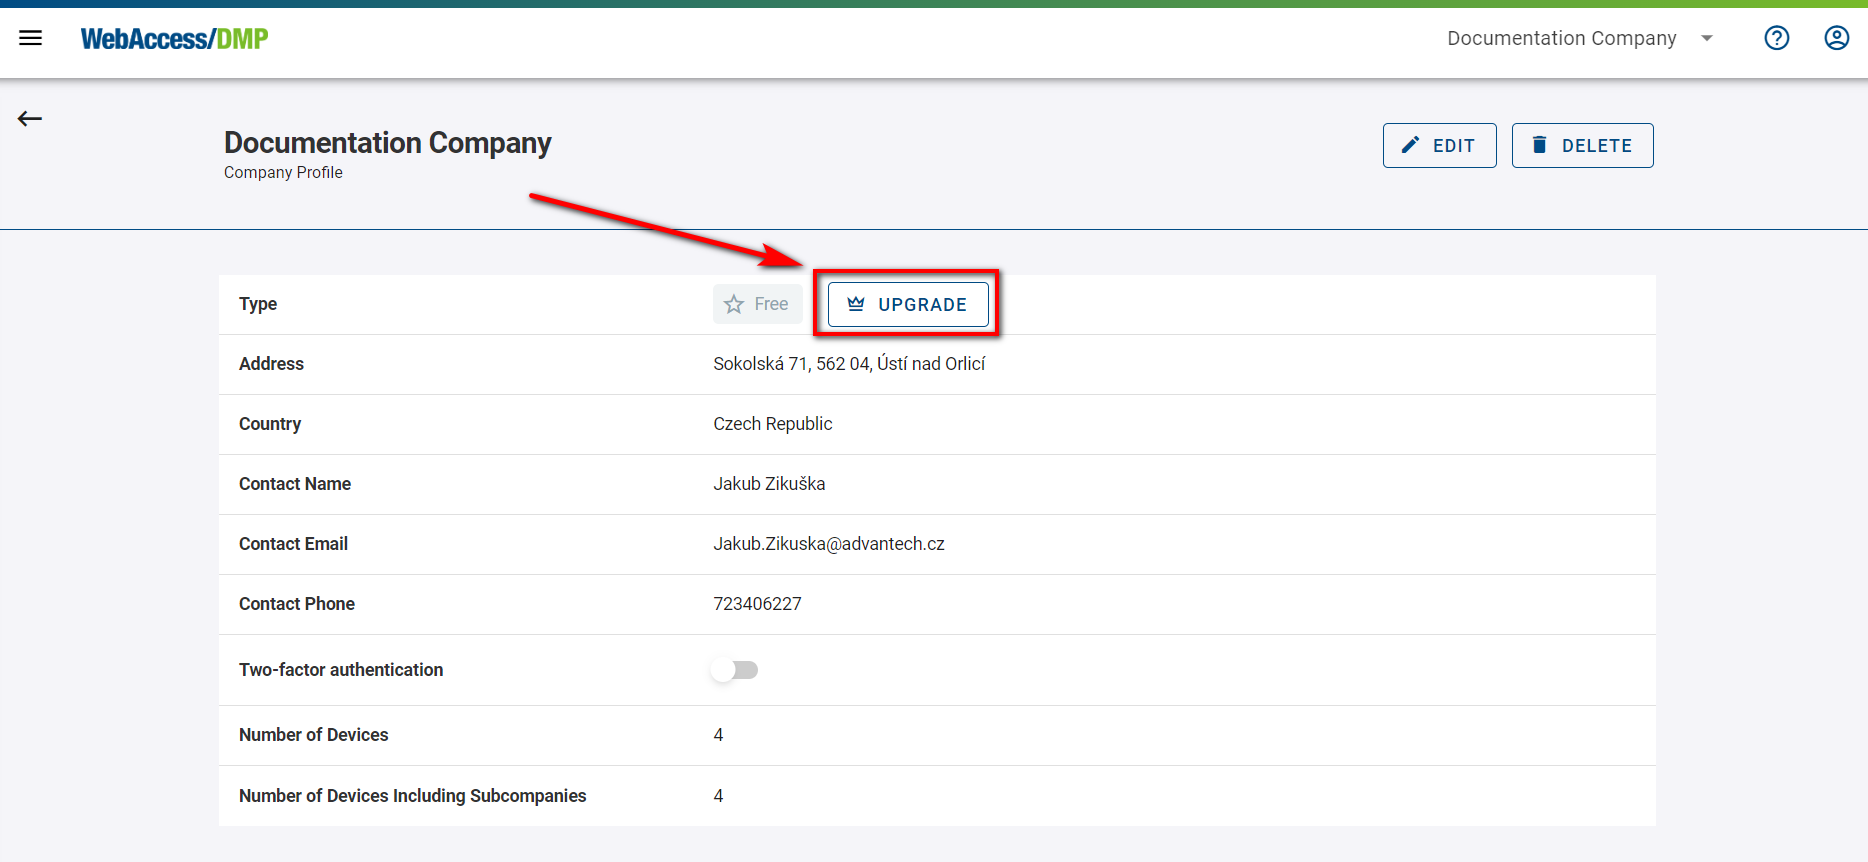 WebAccess/DMP
Documentation Company
Documentation Company
Company Profile
EDIT
DELETE
Type
Free
UPGRADE
Address
Sokolská 71, 562 04, Ústí nad Orlicí
Country
Czech Republic
Contact Name
Jakub Zikuška
Contact Email
Jakub.Zikuska@advantech.cz
Contact Phone
723406227
Two-factor authentication
Number of Devices
4
Number of Devices Including Subcompanies
4